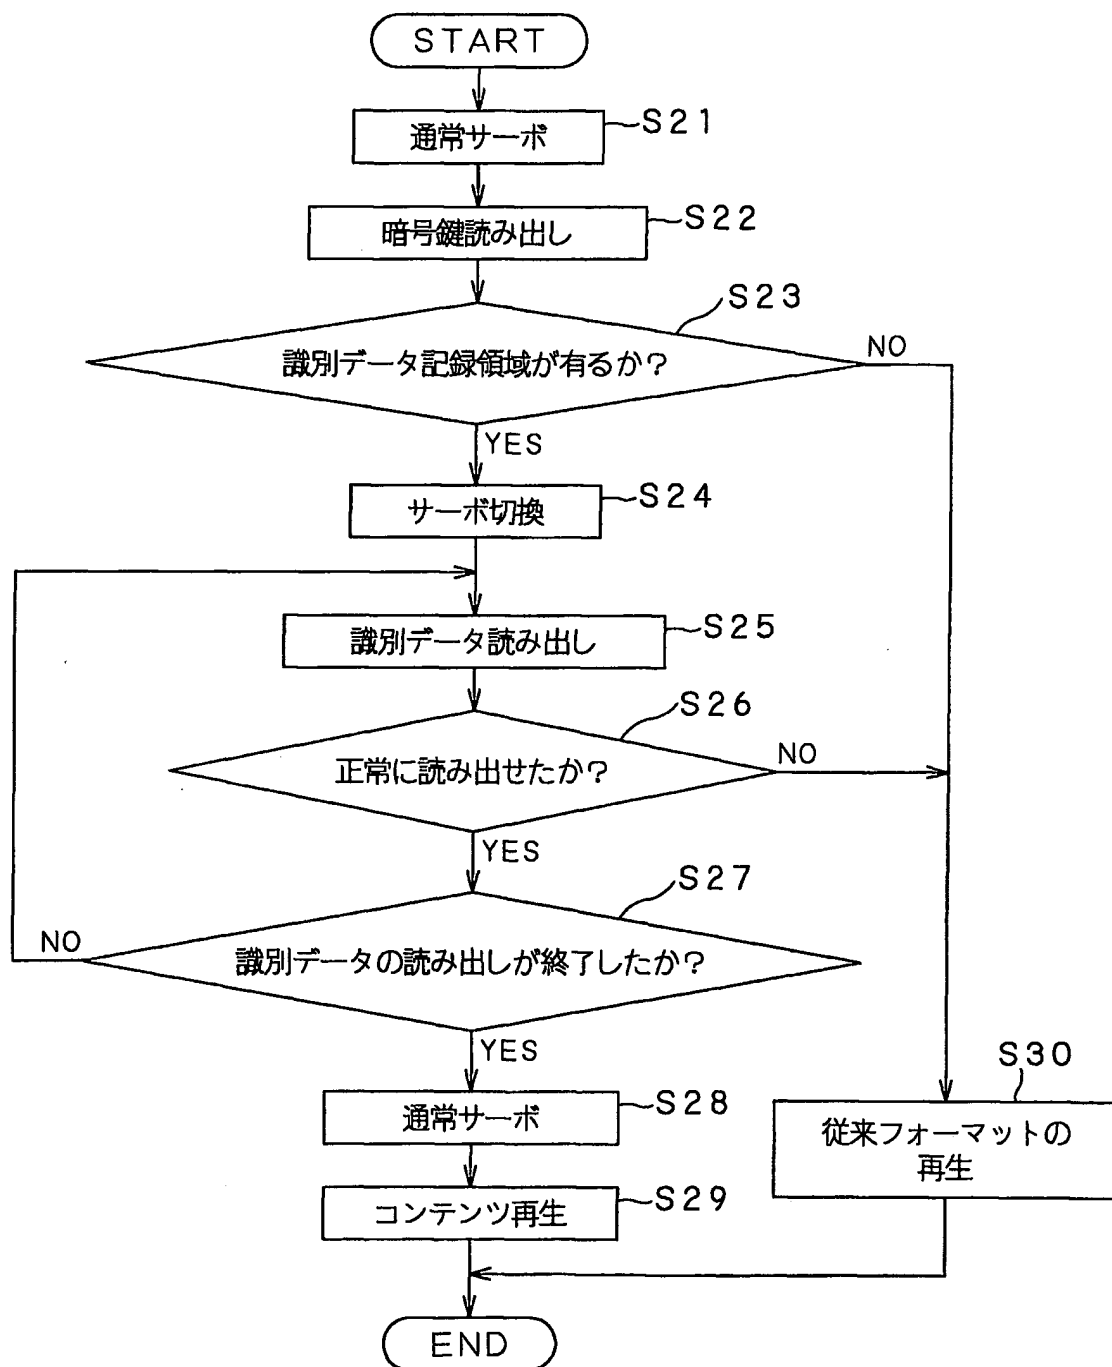 START
通常サーボ
S21
暗号鍵読み出し
S22
S23
識別データ記録領域が有るか?
NO
YES
サーボ切換
S24
識別データ読み出し
S25
S26
正常に読み出せたか?
NO
YES
S27
識別データの読み出しが終了したか?
NO
YES
通常サーボ
S28
コンテンツ再生
S29
S30
従来フォーマットの
再生
END